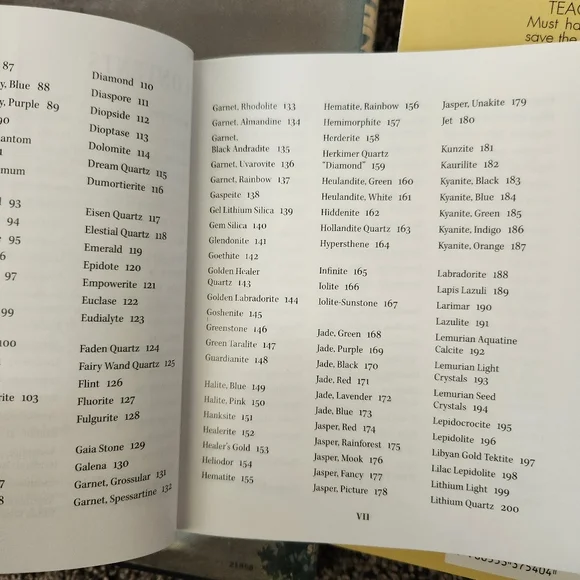 TEAC
Must ha
save the
87
y, Blue 88
y, Purple 89
90
antom
mum
93
94
e 95
6
97
99
100
rite 103
7
8
Diamond 110
Diaspore 111
Diopside 112
Dioptase 113
Dolomite 114
Dream Quartz 115
Dumortierite 116
Eisen Quartz 117
Elestial Quartz 118
Emerald 119
Epidote 120
Empowerite 121
Euclase 122
Eudialyte 123
Faden Quartz 124
Fairy Wand Quartz 125
Flint 126
Fluorite 127
Fulgurite 128
Gaia Stone 129
Galena 130
Garnet, Grossular 131
Garnet, Spessartine 132
Garnet, Rhodolite 133
Garnet, Almandine 134
Garnet,
Black Andradite 135
Garnet, Uvarovite 136
Garnet, Rainbow 137
Gaspeite 138
Gel Lithium Silica 139
Gem Silica 140
Glendonite 141
Goethite 142
Golden Healer
Quartz 143
Golden Labradorite 144
Goshenite 145
Greenstone 146
Green Taralite 147
Guardianite 148
Halite, Blue 149
Halite, Pink 150
Hanksite 151
Healerite 152
Healer's Gold 153
Heliodor 154
Hematite 155
Hematite, Rainbow 156
Hemimorphite 157
Herderite 158
Herkimer Quartz
"Diamond" 159
Heulandite, Green 160
Heulandite, White 161
Hiddenite 162
Hollandite Quartz 163
Hypersthene 164
Infinite 165
Iolite 166
Iolite-Sunstone 167
Jade, Green 168
Jade, Purple 169
Jade, Black 170
Jade, Red 171
Jade, Lavender 172
Jade, Blue 173
Jasper, Red 174
Jasper, Rainforest 175
Jasper, Mook 176
Jasper, Fancy 177
Jasper, Picture 178
Jasper, Unakite 179
Jet 180
Kunzite 181
Kaurilite 182
Kyanite, Black 183
Kyanite, Blue 184
Kyanite, Green 185
Kyanite, Indigo 186
Kyanite, Orange 187
Labradorite 188
Lapis Lazuli 189
Larimar 190
Lazulite 191
Lemurian Aquatine
Calcite 192
Lemurian Light
Crystals 193
Lemurian Seed
Crystals 194
Lepidocrocite 195
Lepidolite 196
Libyan Gold Tektite 197
Lilac Lepidolite 198
Lithium Light 199
Lithium Quartz 200
VII